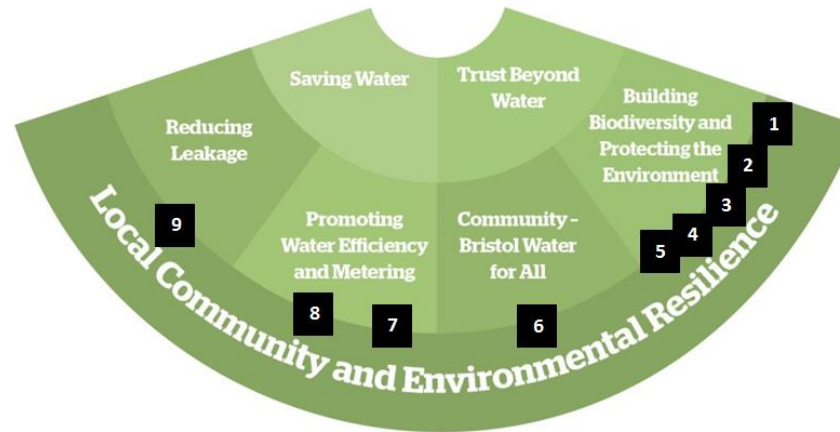 Saving Water
Trust Beyond
Water
Building
Biodiversity and
Protecting the
Environment
Reducing
Leakage
Promoting
Water Efficiency
and Metering
Community –
Bristol Water
for All
1
2
3
4
5
6
7
8
9
Local Community and Environmental Resilience